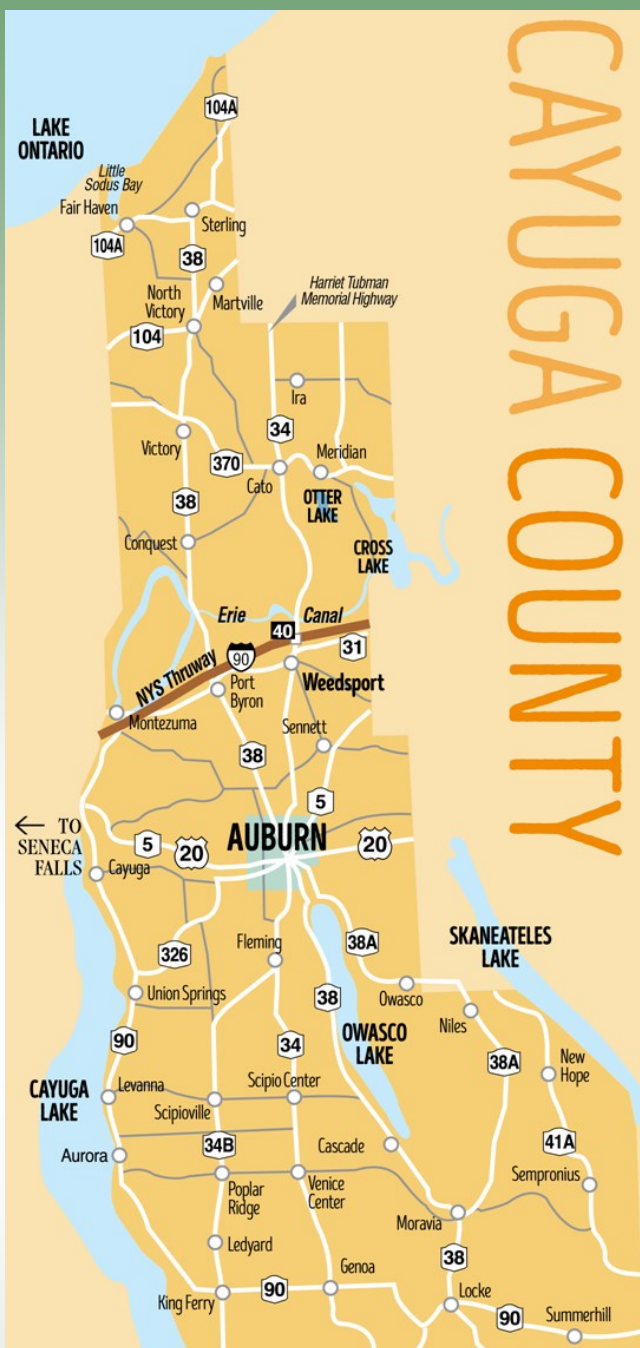 CAYUGA COUNTY
104A
LAKE
ONTARIO
Little
Sodus Bay
Fair Haven
Sterling
104A
38
Harriet Tubman
Memorial Highway
North
Victory
Martville
104
Ira
34
Victory
370
Meridian
Cato
38
OTTER
LAKE
Conquest
CROSS
LAKE
Erie
Canal
40
31
90
NYS Thruway
Port
Byron
Weedsport
Montezuma
Sennett
38
5
← TO
SENECA
FALLS
5
20
AUBURN
20
Cayuga
SKANEATELES
LAKE
Fleming
38A
326
Union Springs
38
Owasco
Niles
OWASCO
LAKE
90
34
38A
New
Hope
CAYUGA
LAKE
Levanna
Scipio Center
Scipioville
34B
Cascade
41A
Aurora
Poplar
Ridge
Venice
Center
Sempronius
Moravia
Ledyard
38
Genoa
King Ferry
90
Locke
90
Summerhill